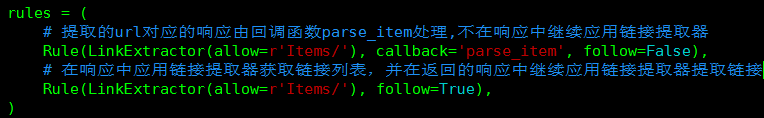 rules = (
    # 提取的url对应的响应由回调函数parse_item处理,不在响应中继续应用链接提取器
    Rule(LinkExtractor(allow=r'Items/'), callback='parse_item', follow=False),
    # 在响应中应用链接提取器获取链接列表，并在返回的响应中继续应用链接提取器提取链接
    Rule(LinkExtractor(allow=r'Items/'), follow=True),
)